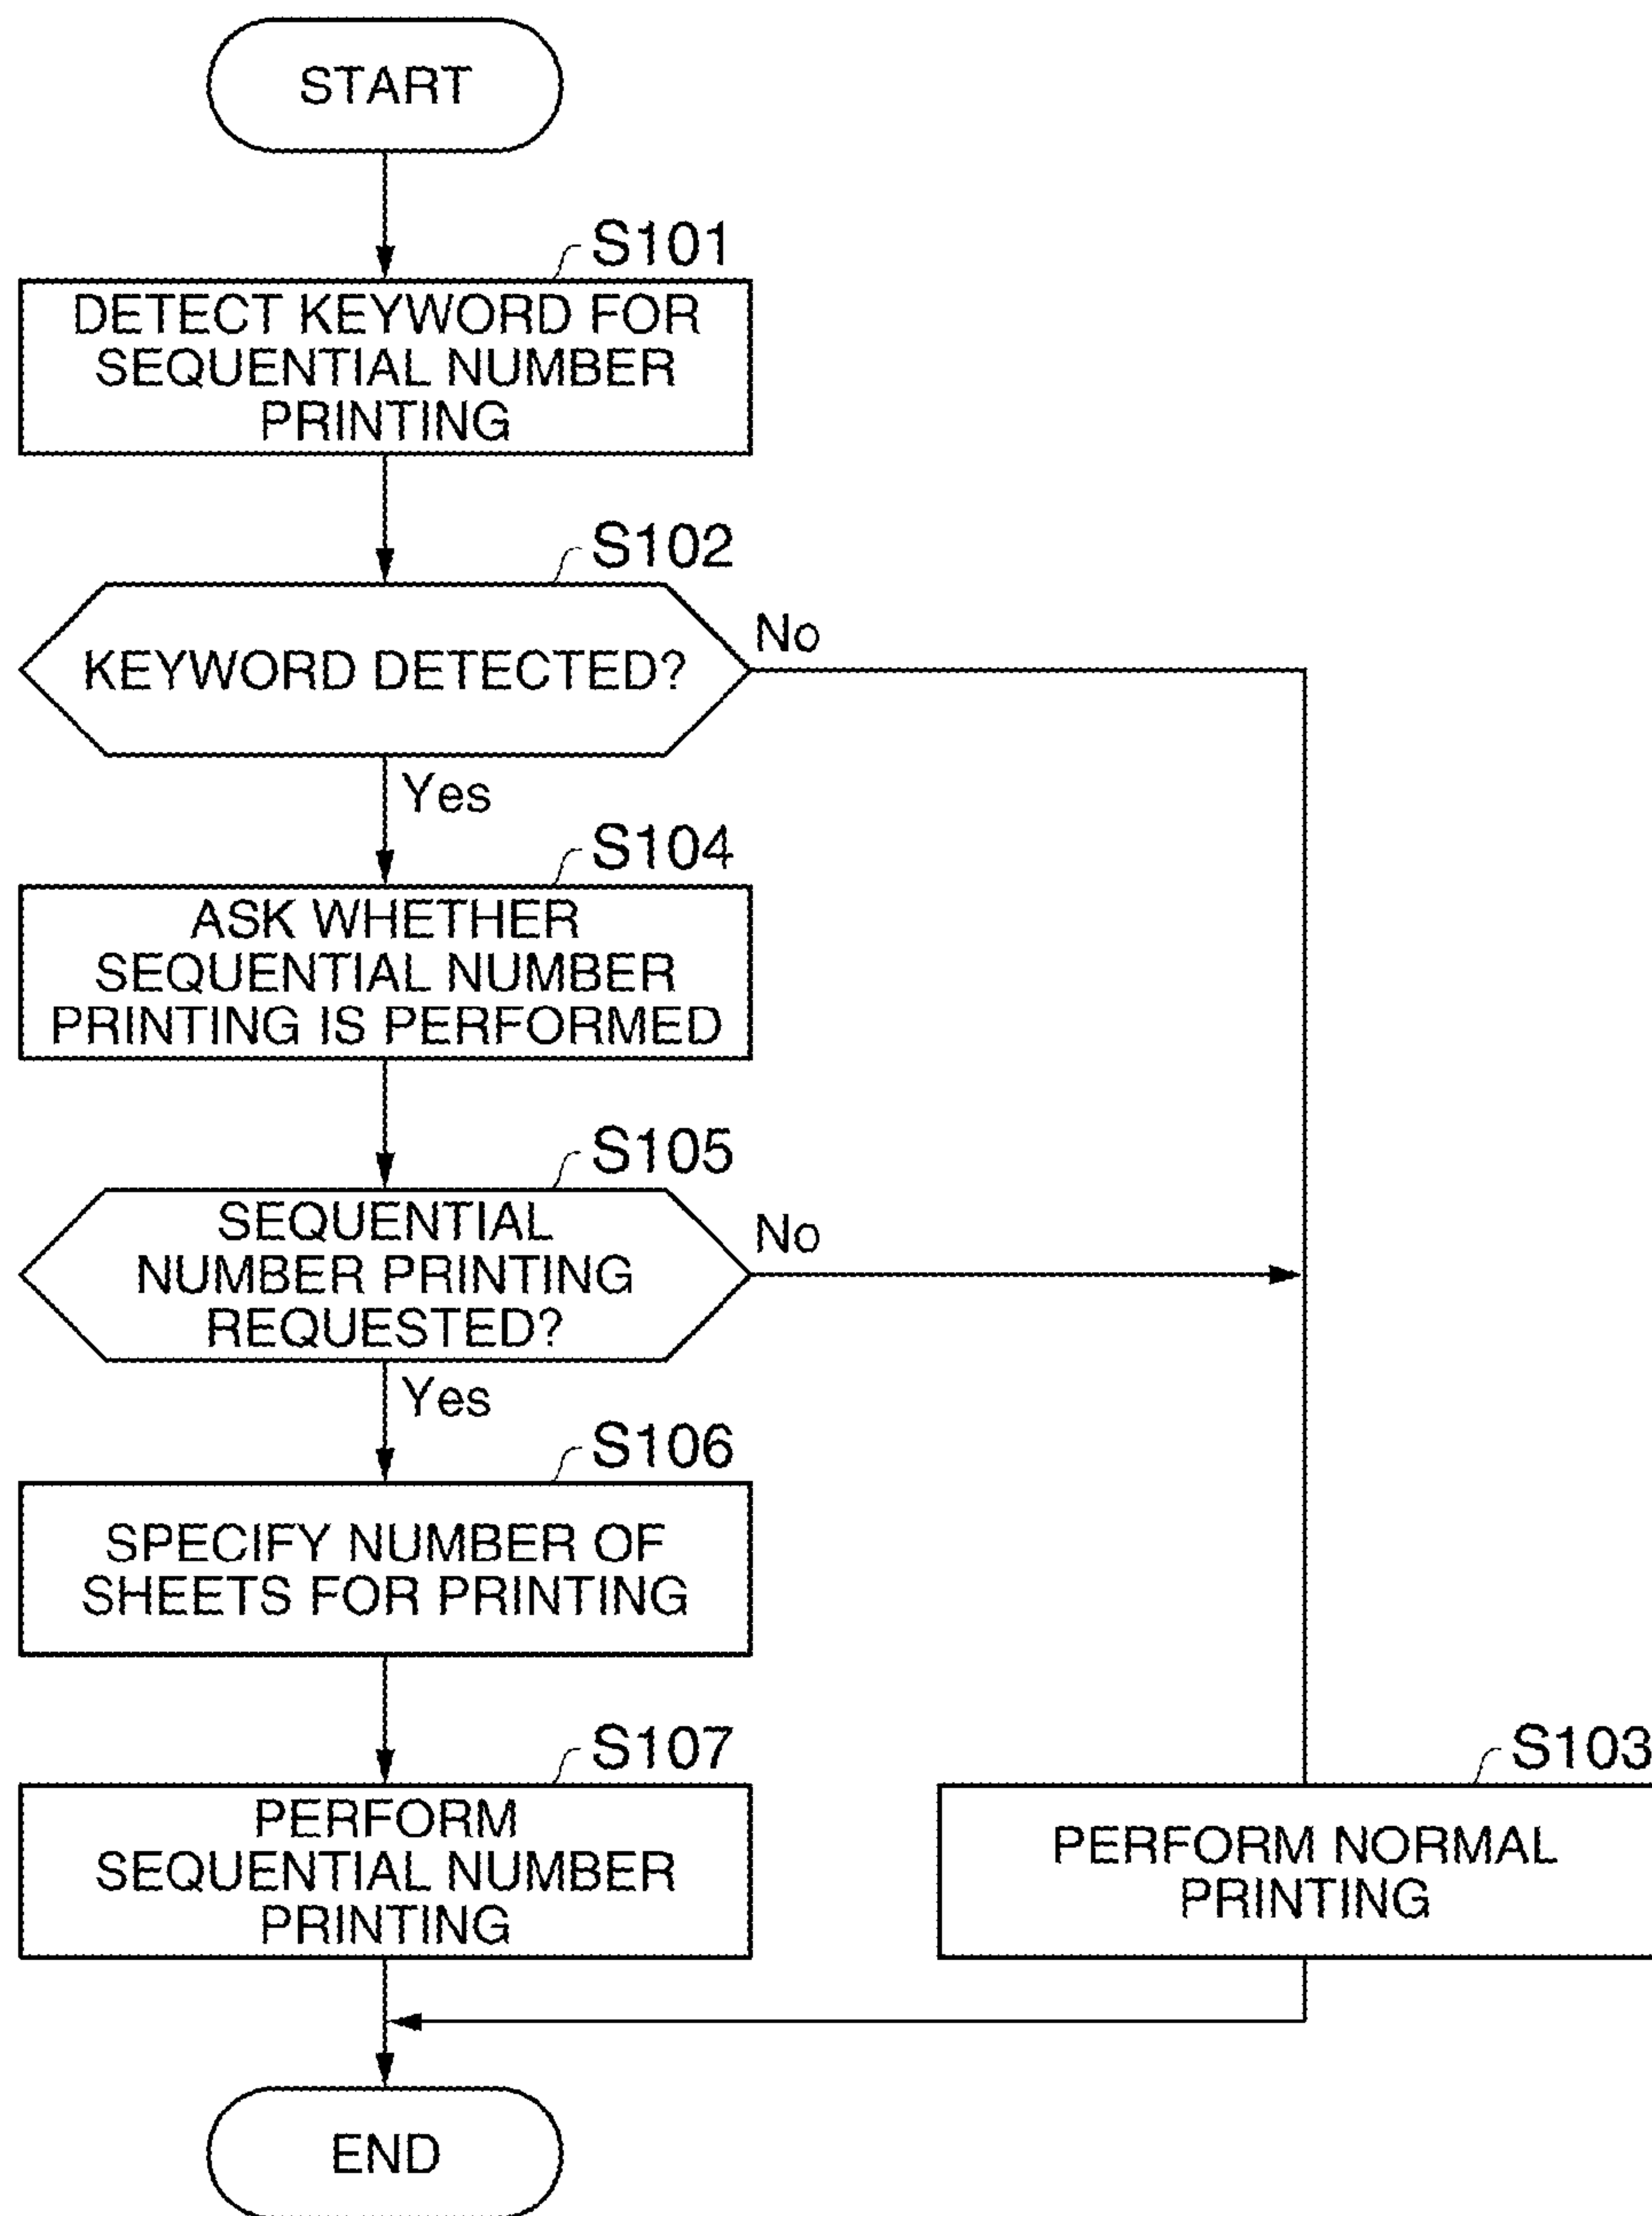 START
S101
DETECT KEYWORD FOR
SEQUENTIAL NUMBER
PRINTING
S102
KEYWORD DETECTED?
No
Yes
S104
ASK WHETHER
SEQUENTIAL NUMBER
PRINTING IS PERFORMED
S105
SEQUENTIAL
NUMBER PRINTING
REQUESTED?
No
Yes
S106
SPECIFY NUMBER OF
SHEETS FOR PRINTING
S107
PERFORM
SEQUENTIAL NUMBER
PRINTING
S103
PERFORM NORMAL
PRINTING
END